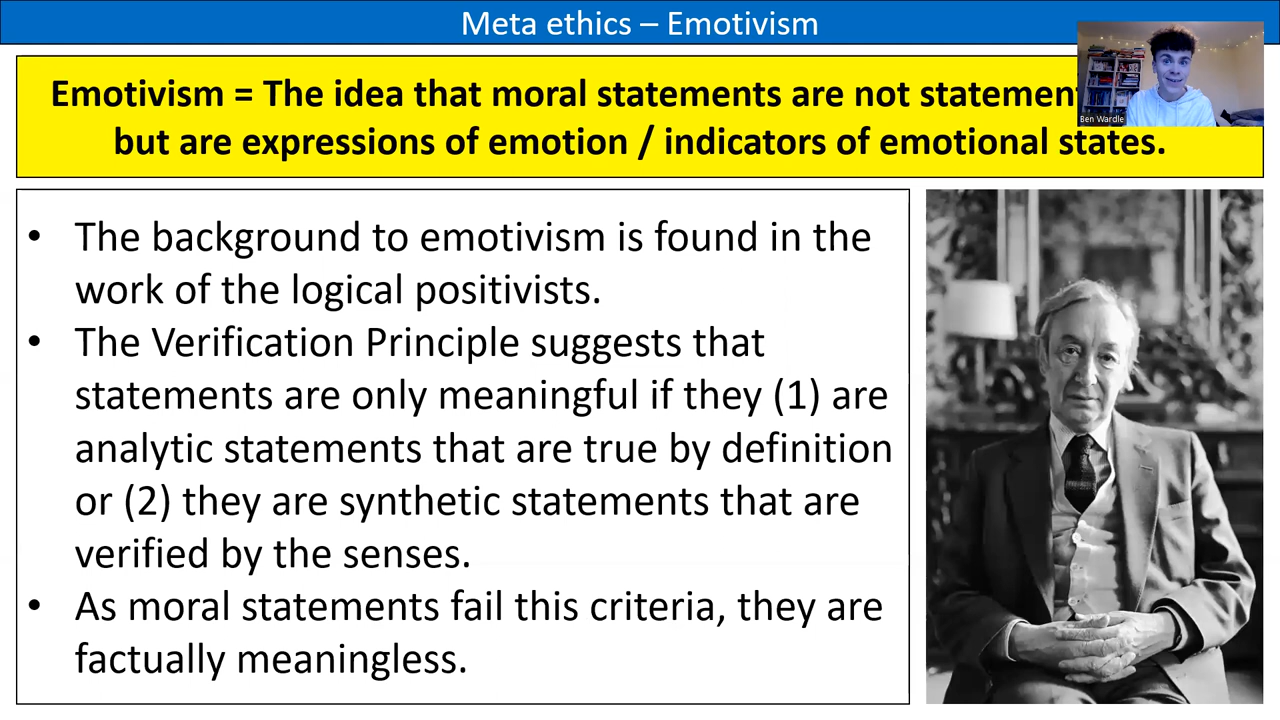 Meta ethics – Emotivism
Emotivism = The idea that moral statements are not
but are expressions of emotion / indicators of emotional states.
Ben Wardle
• The background to emotivism is found in the
work of the logical positivists.
• The Verification Principle suggests that
statements are only meaningful if they (1) are
analytic statements that are true by definition
or (2) they are synthetic statements that are
verified by the senses.
• As moral statements fail this criteria, they are
factually meaningless.